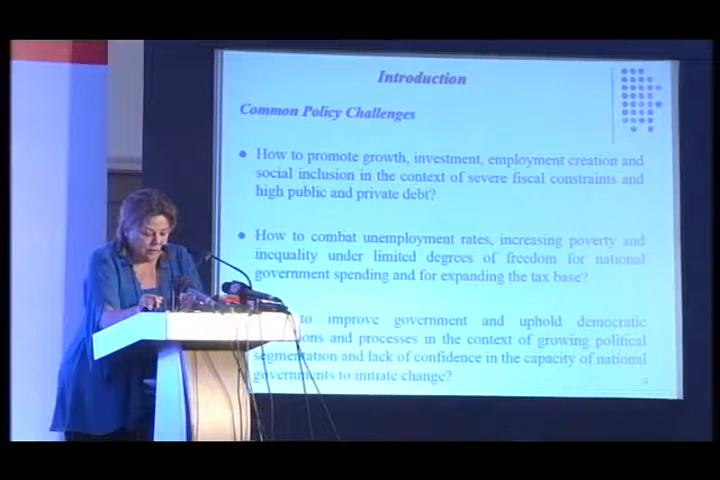 Introduction
Common Policy Challenges
● How to promote growth, investment, employment creation and
social inclusion in the context of severe fiscal constraints and
high public and private debt?
● How to combat unemployment rates, increasing poverty and
inequality under limited degrees of freedom for national
government spending and for expanding the tax base?
to improve government and uphold democratic
and processes in the context of growing political
segmentation and lack of confidence in the capacity of national
governments to initiate change?